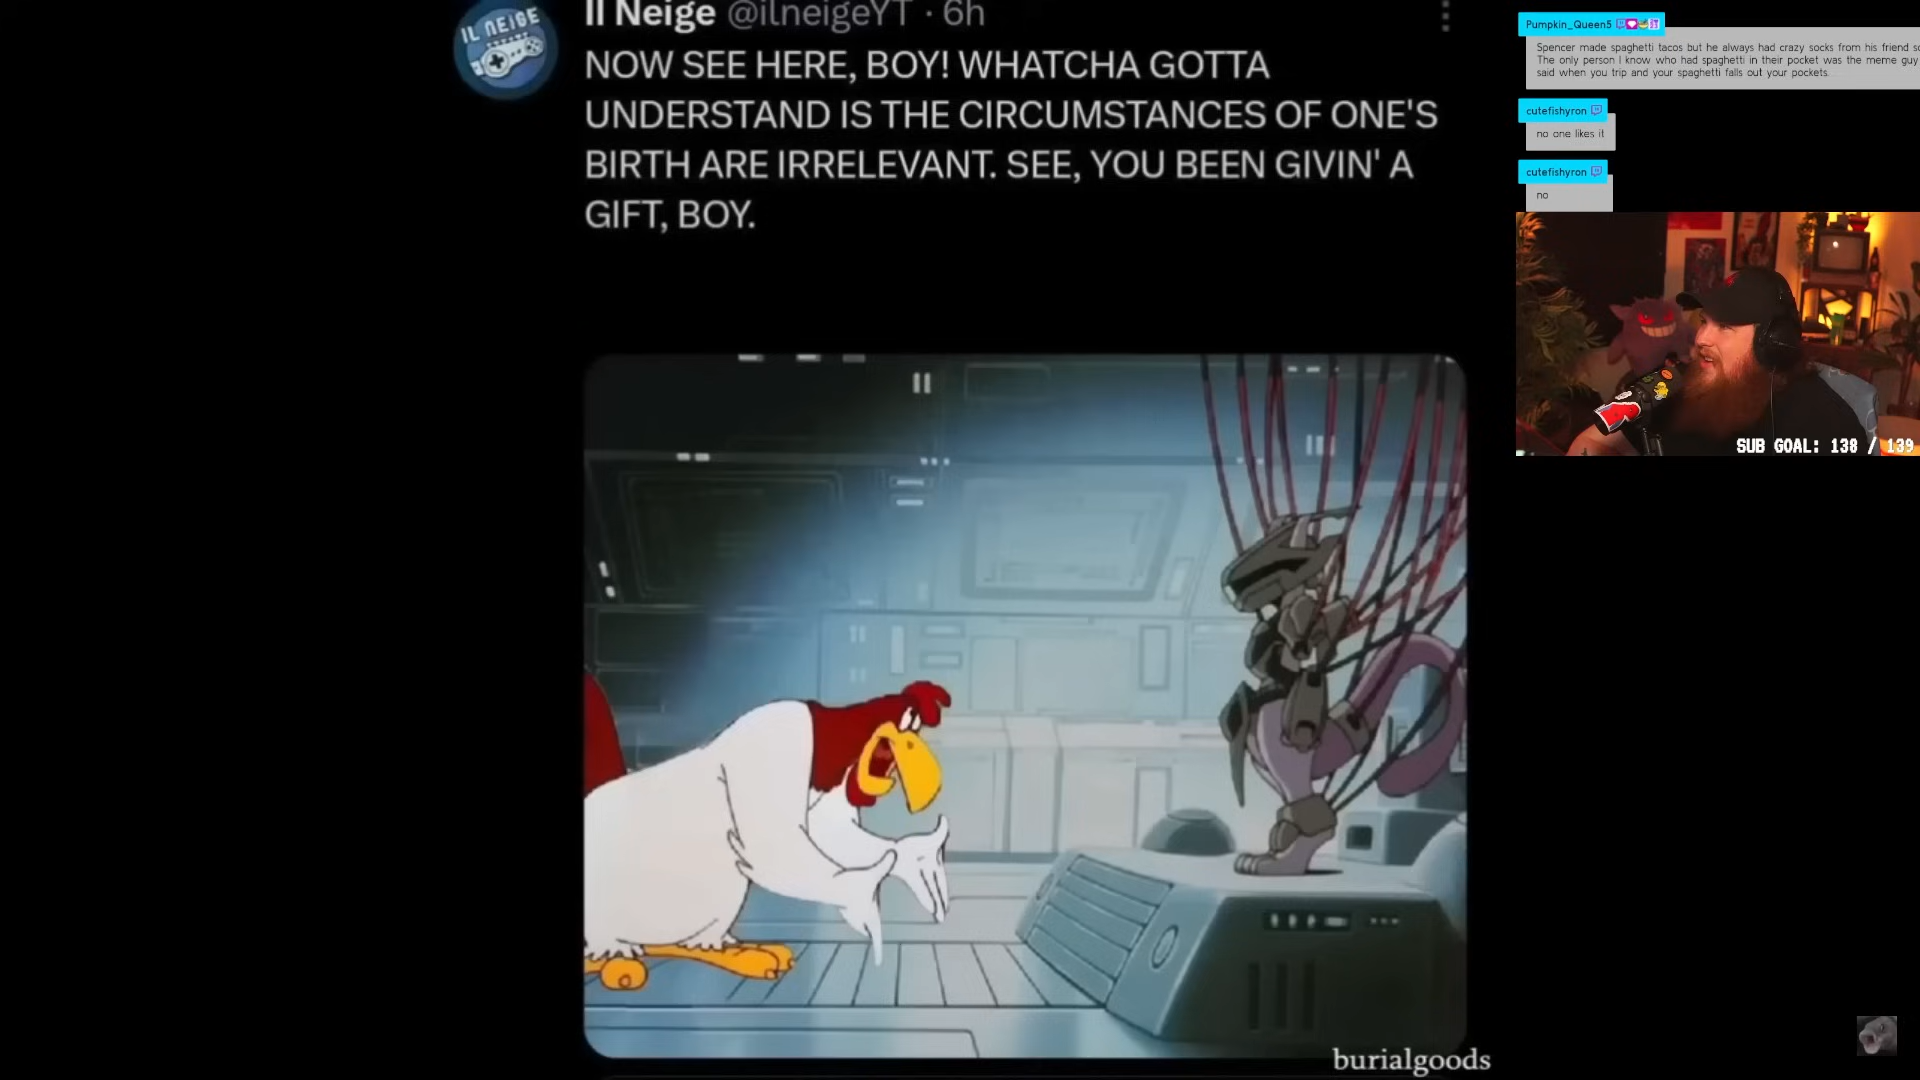 Il Neige @ilneigeYT · 6h
IL NEIGE
NOW SEE HERE, BOY! WHATCHA GOTTA
UNDERSTAND IS THE CIRCUMSTANCES OF ONE'S
BIRTH ARE IRRELEVANT. SEE, YOU BEEN GIVIN' A
GIFT, BOY.
burialgoods
Pumpkin_Queen5
Spencer made spaghetti tacos but he always had crazy socks from his friend
The only person I know who had spaghetti in their pocket was the meme guy
said when you trip and your spaghetti falls out your pockets.
cutefishyron
no one likes it
cutefishyron
no
SUB GOAL: 138 / 139